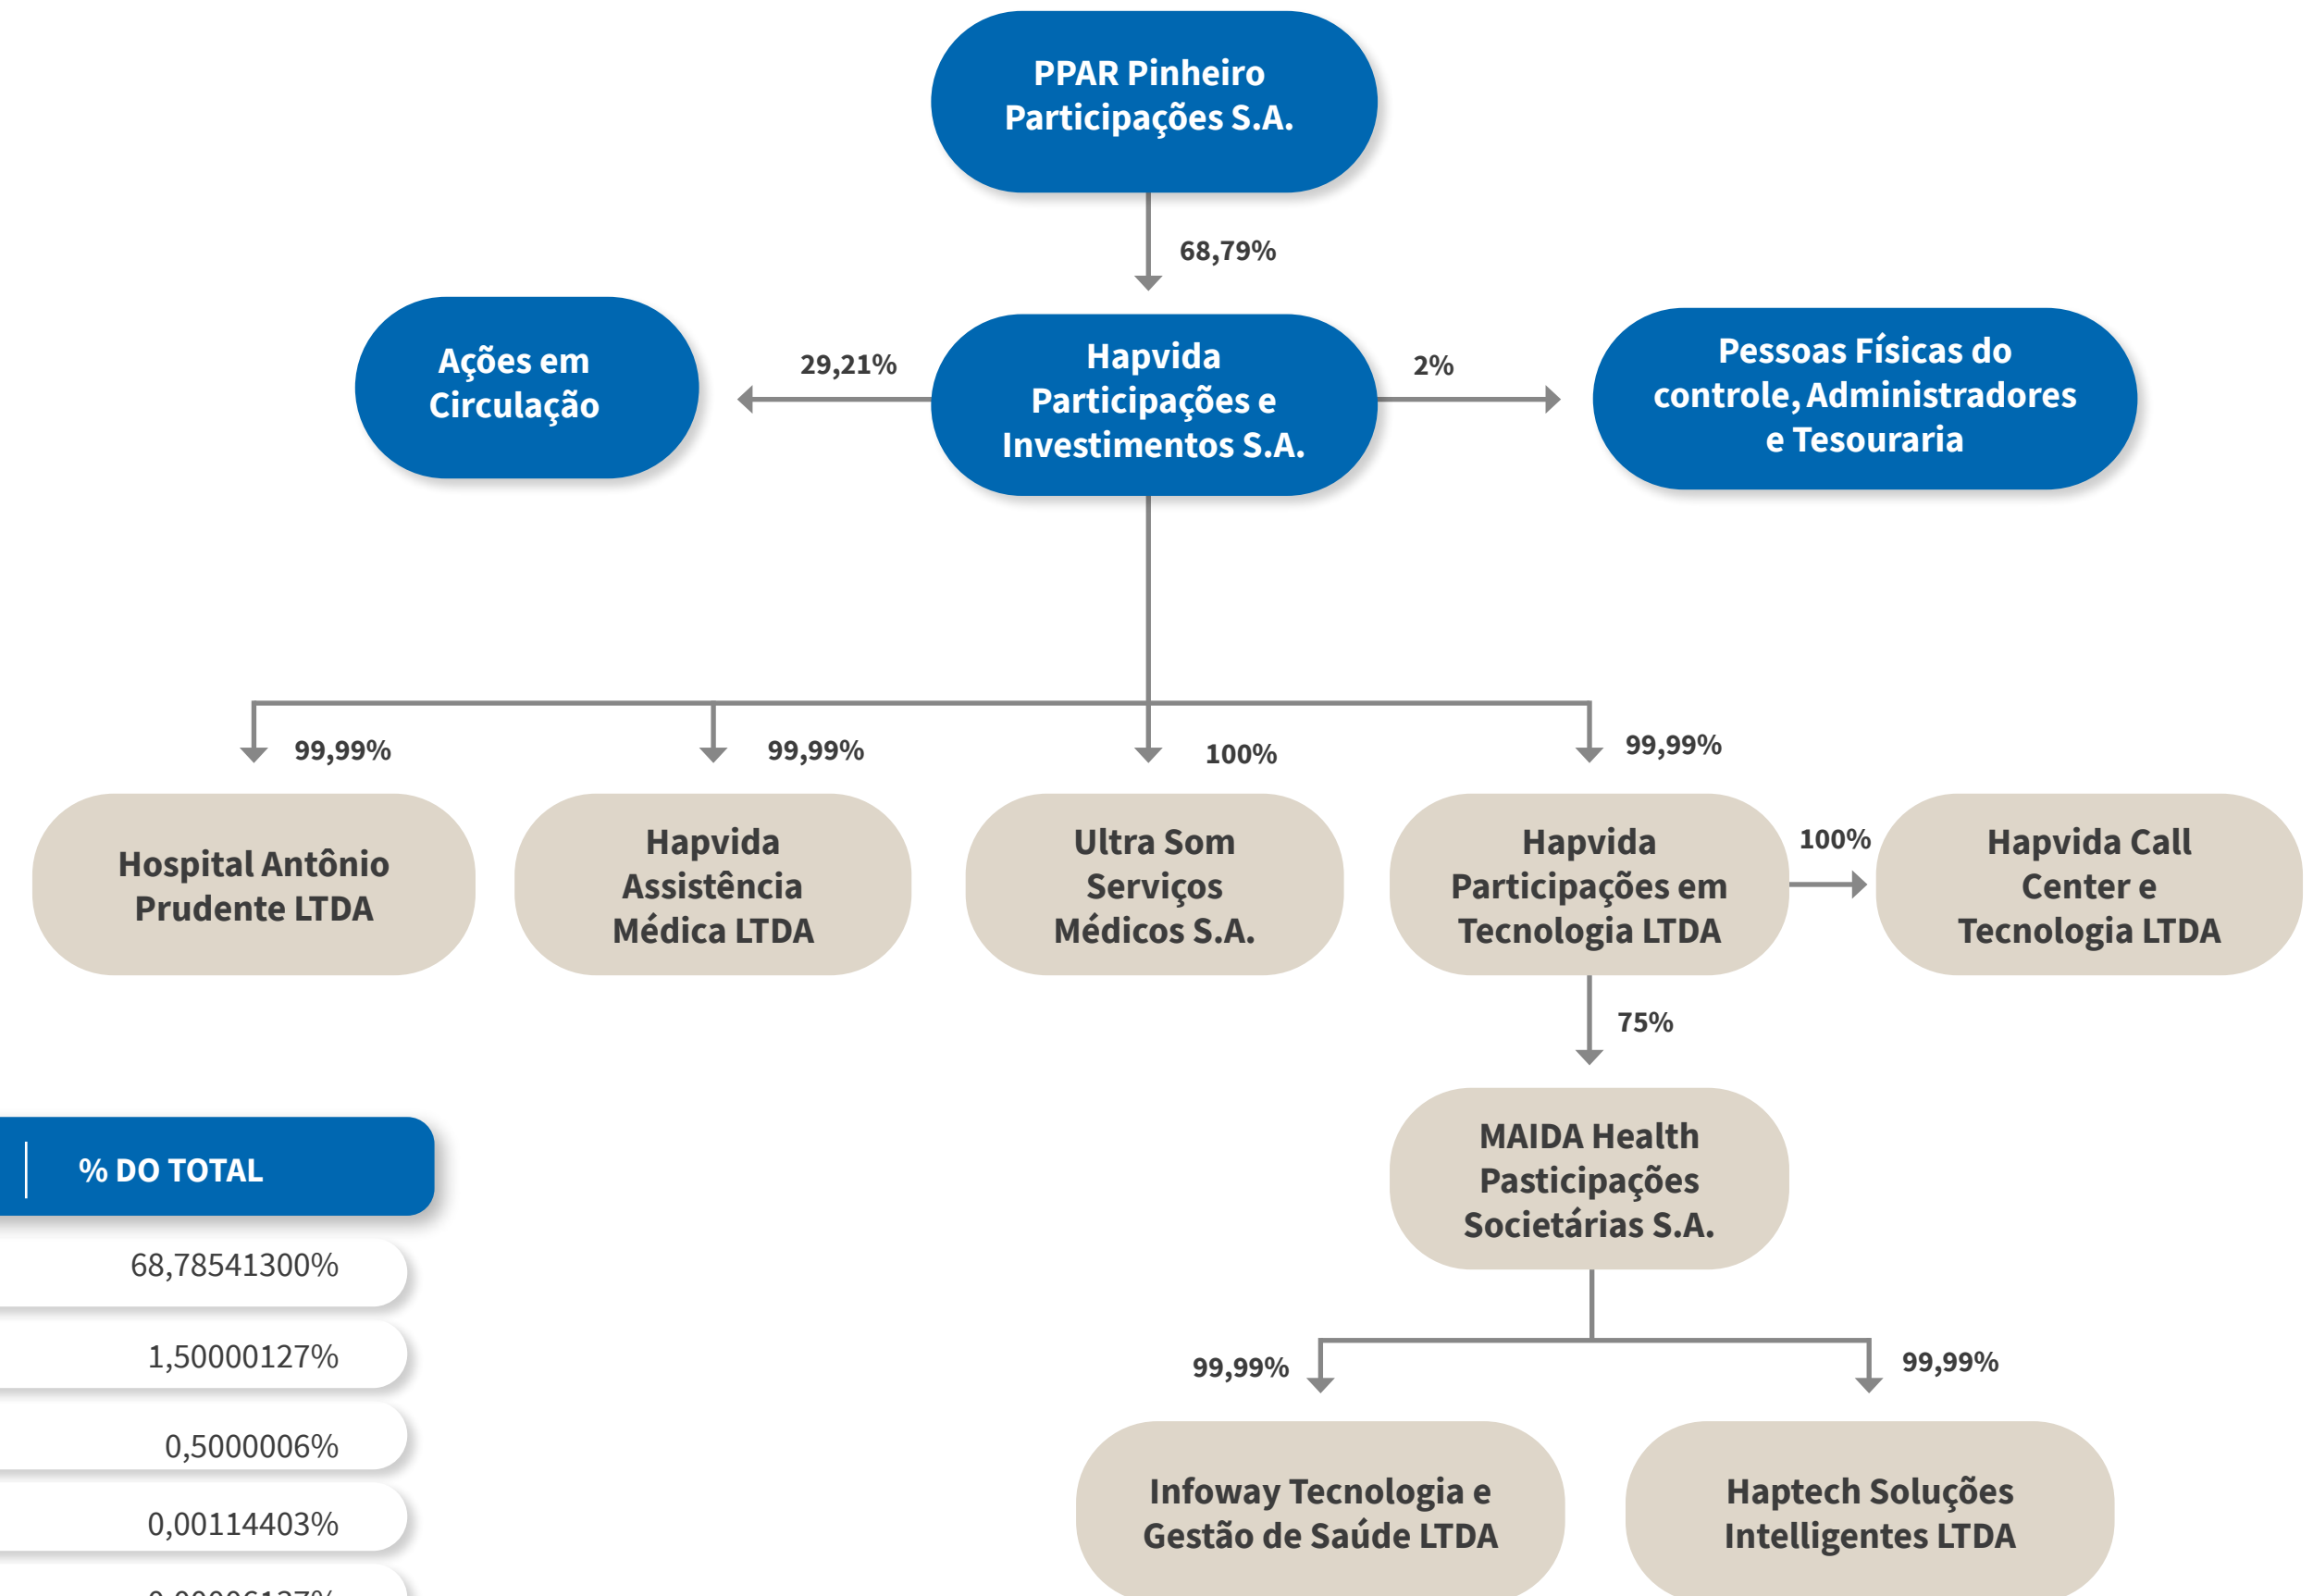 PPAR Pinheiro
Participações S.A.
68,79%
Ações em
Circulação
29,21%
Hapvida
Participações e
Investimentos S.A.
2%
Pessoas Físicas do
controle, Administradores
e Tesouraria
99,99%
99,99%
100%
99,99%
Hospital Antônio
Prudente LTDA
Hapvida
Assistência
Médica LTDA
Ultra Som
Serviços
Médicos S.A.
Hapvida
Participações em
Tecnologia LTDA
100%
Hapvida Call
Center e
Tecnologia LTDA
75%
MAIDA Health
Pasticipações
Societárias S.A.
99,99%
99,99%
Infoway Tecnologia e
Gestão de Saúde LTDA
Haptech Soluções
Intelligentes LTDA
% DO TOTAL
68,78541300%
1,50000127%
0,5000006%
0,00114403%